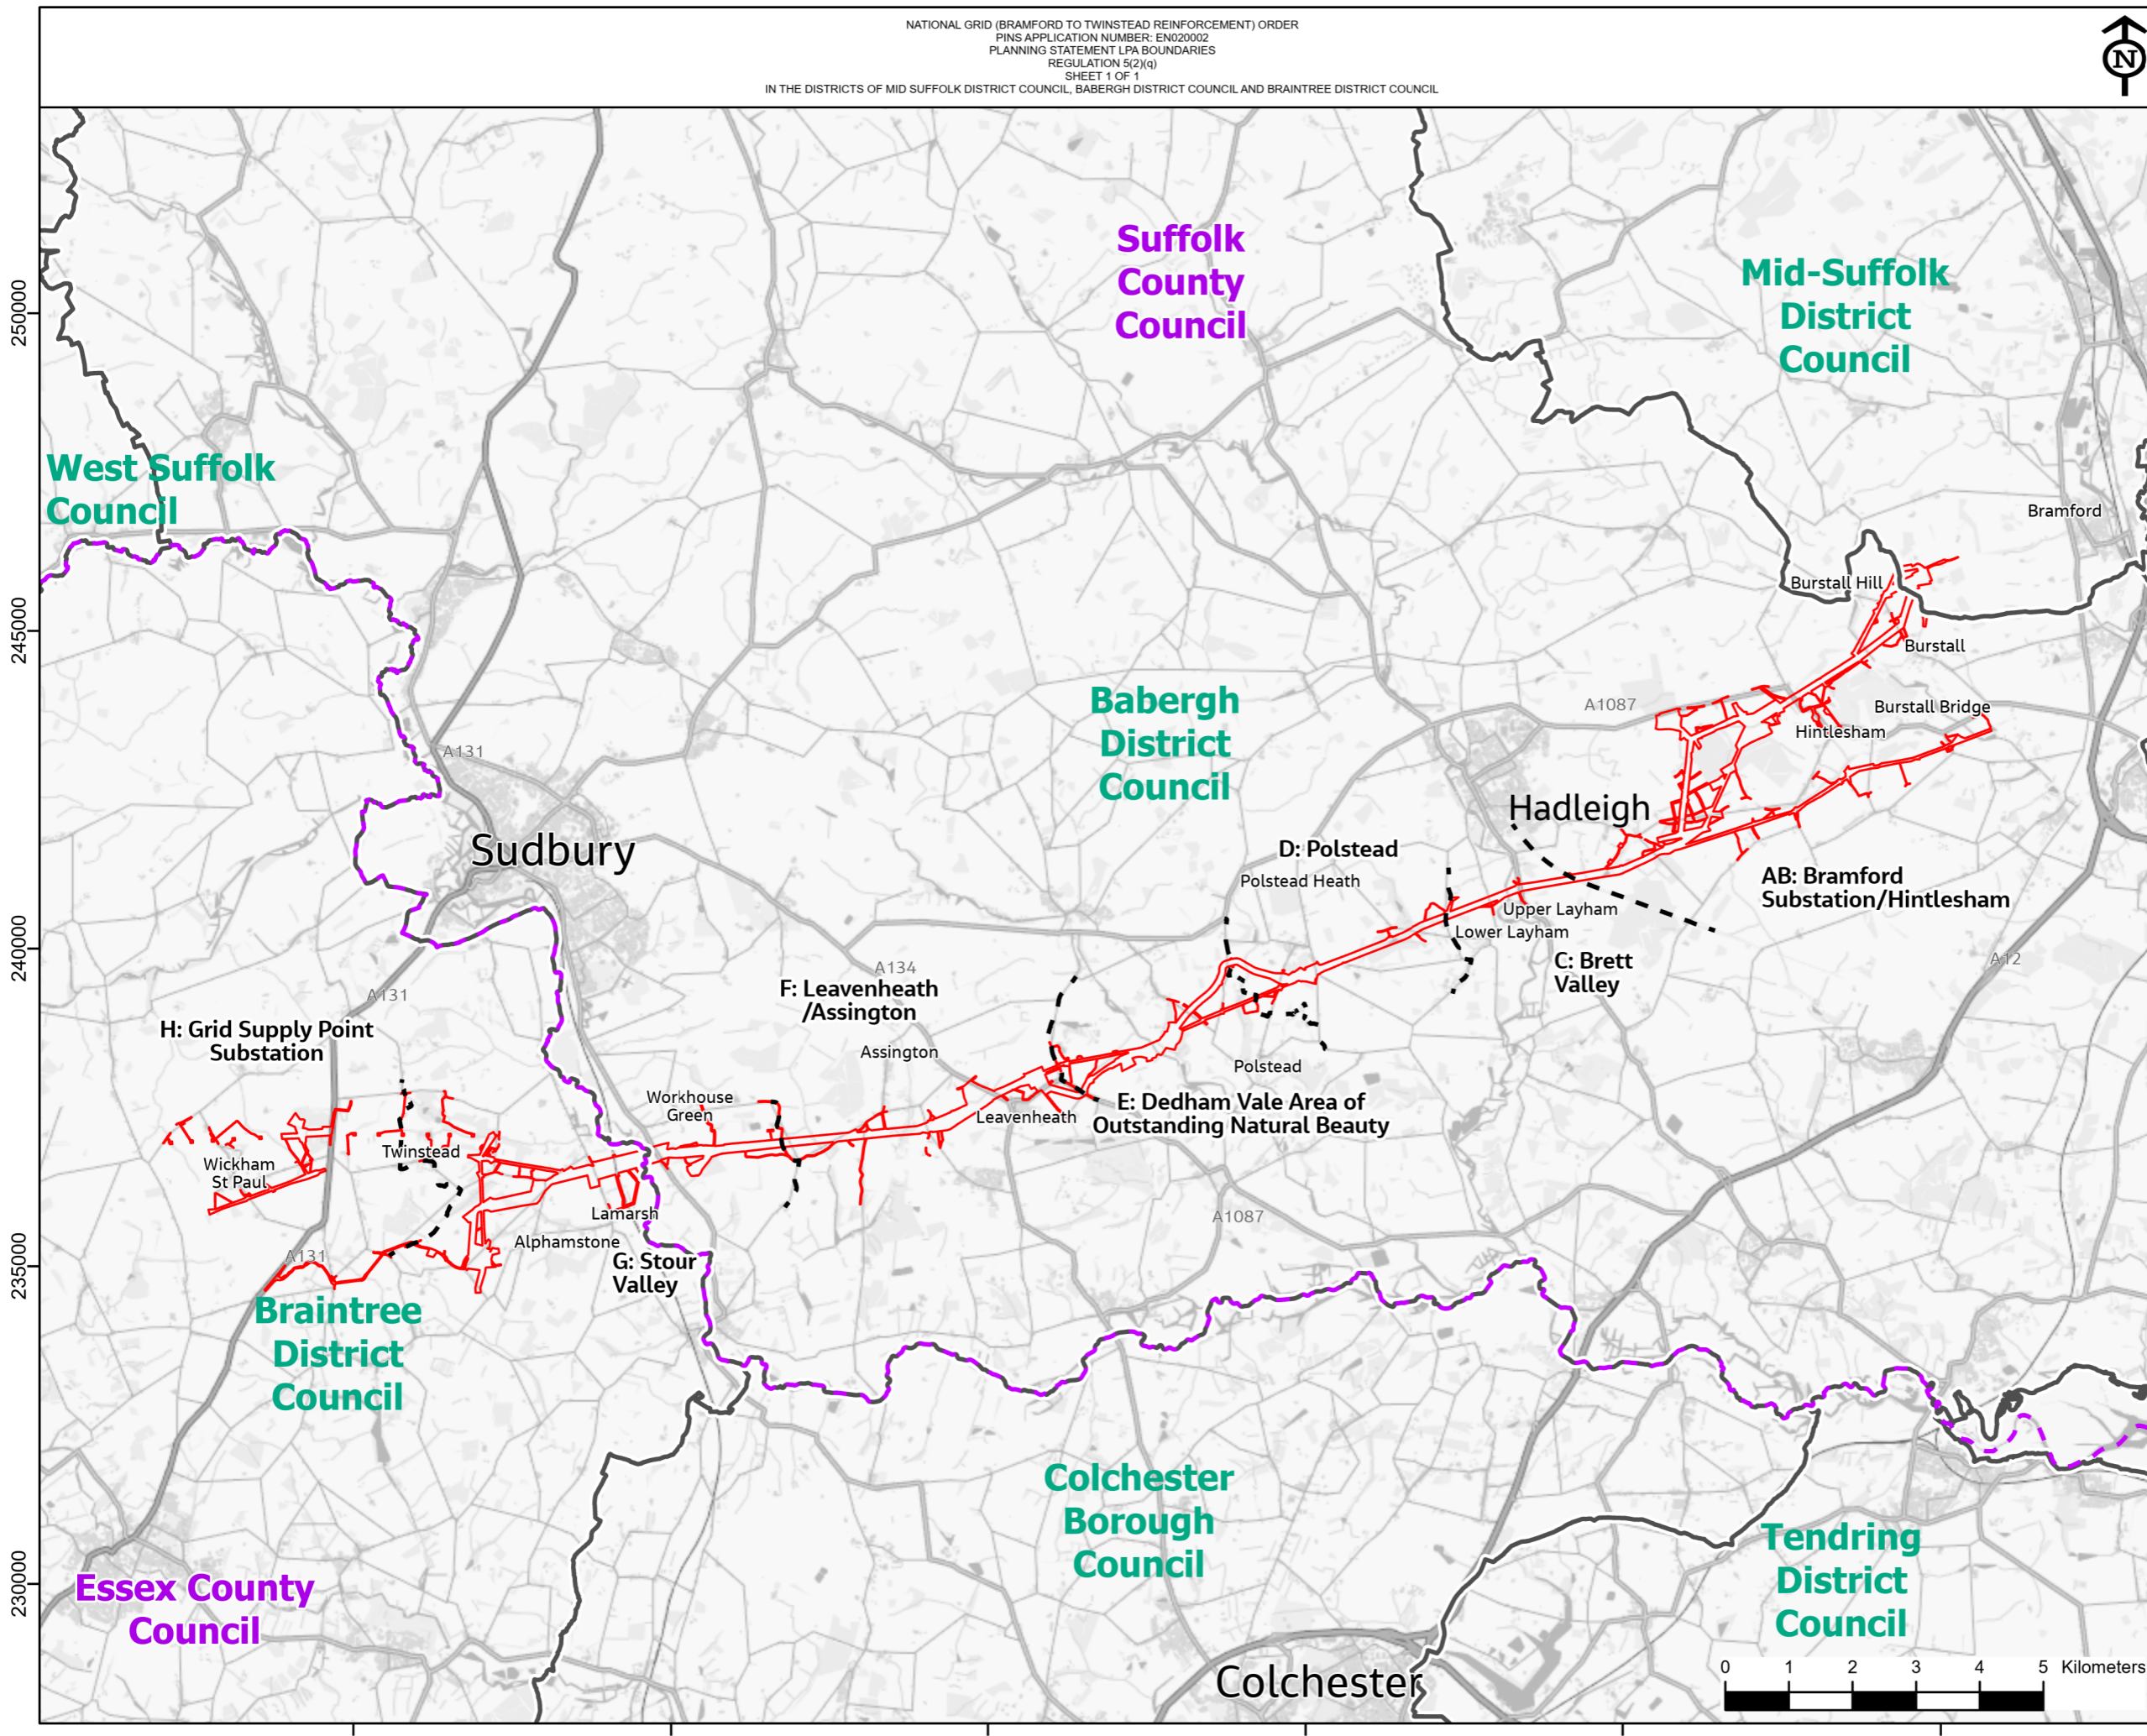 NATIONAL GRID (BRAMFORD TO TWINSTEAD REINFORCEMENT) ORDER
PINS APPLICATION NUMBER: EN020002
PLANNING STATEMENT LPA BOUNDARIES
REGULATION 5(2)(q)
SHEET 1 OF 1
IN THE DISTRICTS OF MID SUFFOLK DISTRICT COUNCIL, BABERGH DISTRICT COUNCIL AND BRAINTREE DISTRICT COUNCIL
N
Suffolk
County
Council
Mid-Suffolk
District
Council
250000
West Suffolk
Council
Bramford
Burstall Hill
245000
Burstall
Babergh
District
Council
A1087
Burstall Bridge
Hintlesham
A131
Hadleigh
Sudbury
D: Polstead
Polstead Heath
AB: Bramford
Substation/Hintlesham
Upper Layham
Lower Layham
240000
A134
C: Brett
Valley
A12
F: Leavenheath
/Assington
A131
H: Grid Supply Point
Substation
Assington
Polstead
Workhouse
Green
E: Dedham Vale Area of
Outstanding Natural Beauty
Leavenheath
Twinstead
Wickham
St Paul
Lamarsh
A1087
Alphamstone
235000
A131
G: Stour
Valley
Braintree
District
Council
Colchester
Borough
Council
Tendring
District
Council
230000
Essex County
Council
Colchester
0 1 2 3 4 5 Kilometers